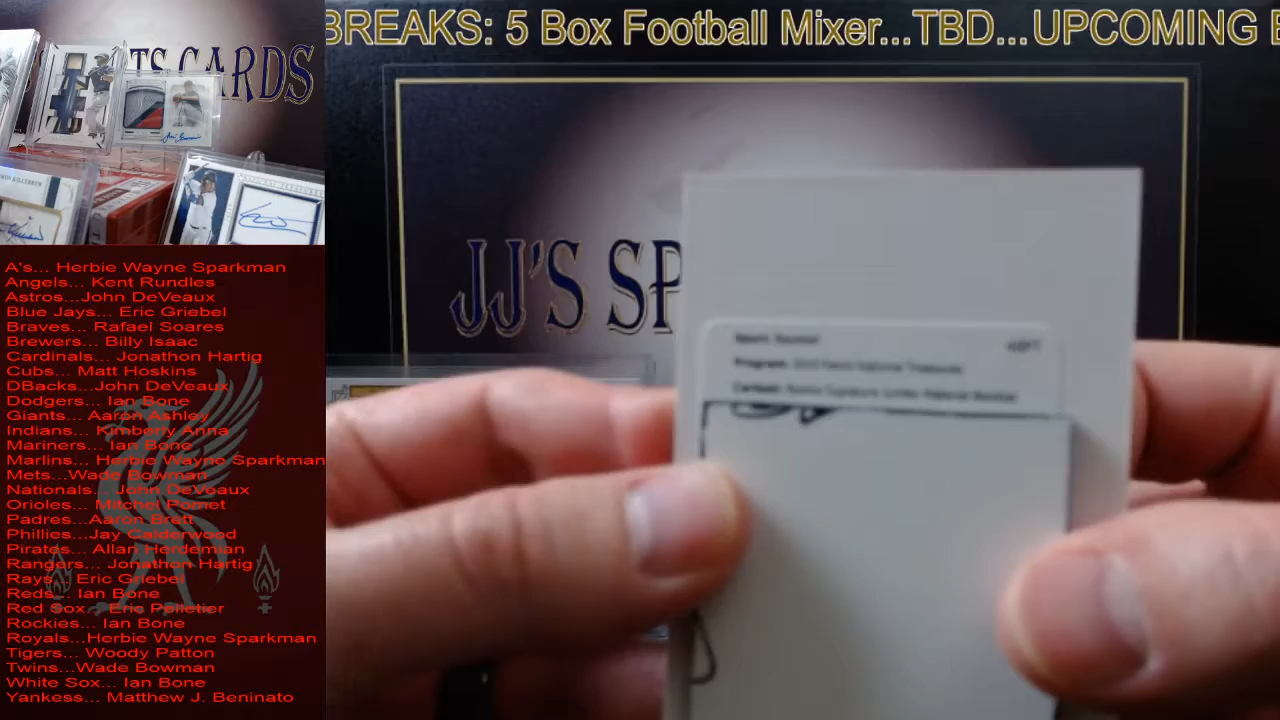 BREAKS: 5 Box Football Mixer...TBD...UPCOMING
TS CARDS
JJ'S SP
Program: National Treasures
A's... Herbie Wayne Sparkman
Angels... Kent Rundles
Astros...John DeVeaux
Blue Jays... Eric Griebel
Braves... Rafael Soares
Brewers... Billy Isaac
Cardinals... Jonathon Hartig
Cubs... Matt Hoskins
DBacks...John DeVeaux
Dodgers... Ian Bone
Giants... Aaron Ashley
Indians... Kimberly Anna
Mariners... Ian Bone
Marlins... Herbie Wayne Sparkman
Mets...Wade Bowman
Nationals... John DeVeaux
Orioles... Mitchel Pomet
Padres...Aaron Brett
Phillies...Jay Calderwood
Pirates... Allan Herdemian
Rangers... Jonathon Hartig
Rays... Eric Griebel
Reds... Ian Bone
Red Sox... Eric Pelletier
Rockies... Ian Bone
Royals...Herbie Wayne Sparkman
Tigers... Woody Patton
Twins...Wade Bowman
White Sox... Ian Bone
Yankess... Matthew J. Beninato